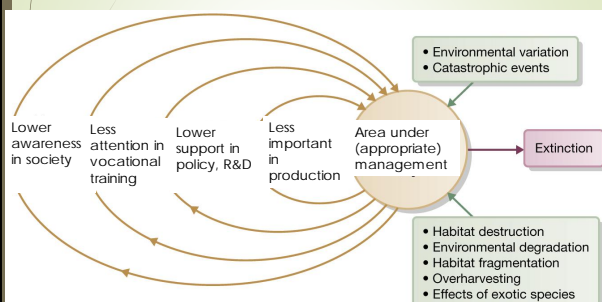 • Environmental variation
• Catastrophic events
Lower
awareness
in society
Less
attention in
vocational
training
Lower
support in
policy, R&D
Less
important
in
production
Area under
(appropriate)
management
Extinction
• Habitat destruction
• Environmental degradation
• Habitat fragmentation
• Overharvesting
• Effects of exotic species